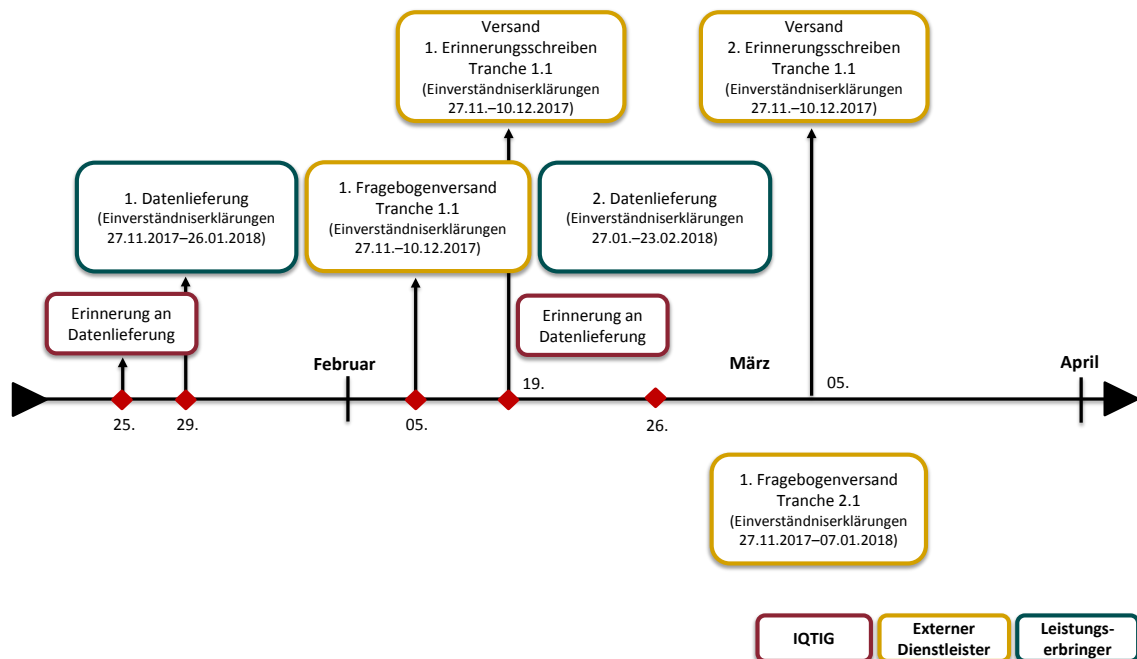 Versand
1. Erinnerungsschreiben
Tranche 1.1
(Einverständniserklärungen
27.11.–10.12.2017)
Versand
2. Erinnerungsschreiben
Tranche 1.1
(Einverständniserklärungen
27.11.–10.12.2017)
1. Datenlieferung
(Einverständniserklärungen
27.11.2017–26.01.2018)
1. Fragebogenversand
Tranche 1.1
(Einverständniserklärungen
27.11.–10.12.2017)
2. Datenlieferung
(Einverständniserklärungen
27.01.–23.02.2018)
Erinnerung an
Datenlieferung
Erinnerung an
Datenlieferung
Februar
März
April
25.
29.
05.
19.
26.
05.
1. Fragebogenversand
Tranche 2.1
(Einverständniserklärungen
27.11.2017–07.01.2018)
IQTIG
Externer
Dienstleister
Leistungs-
erbringer